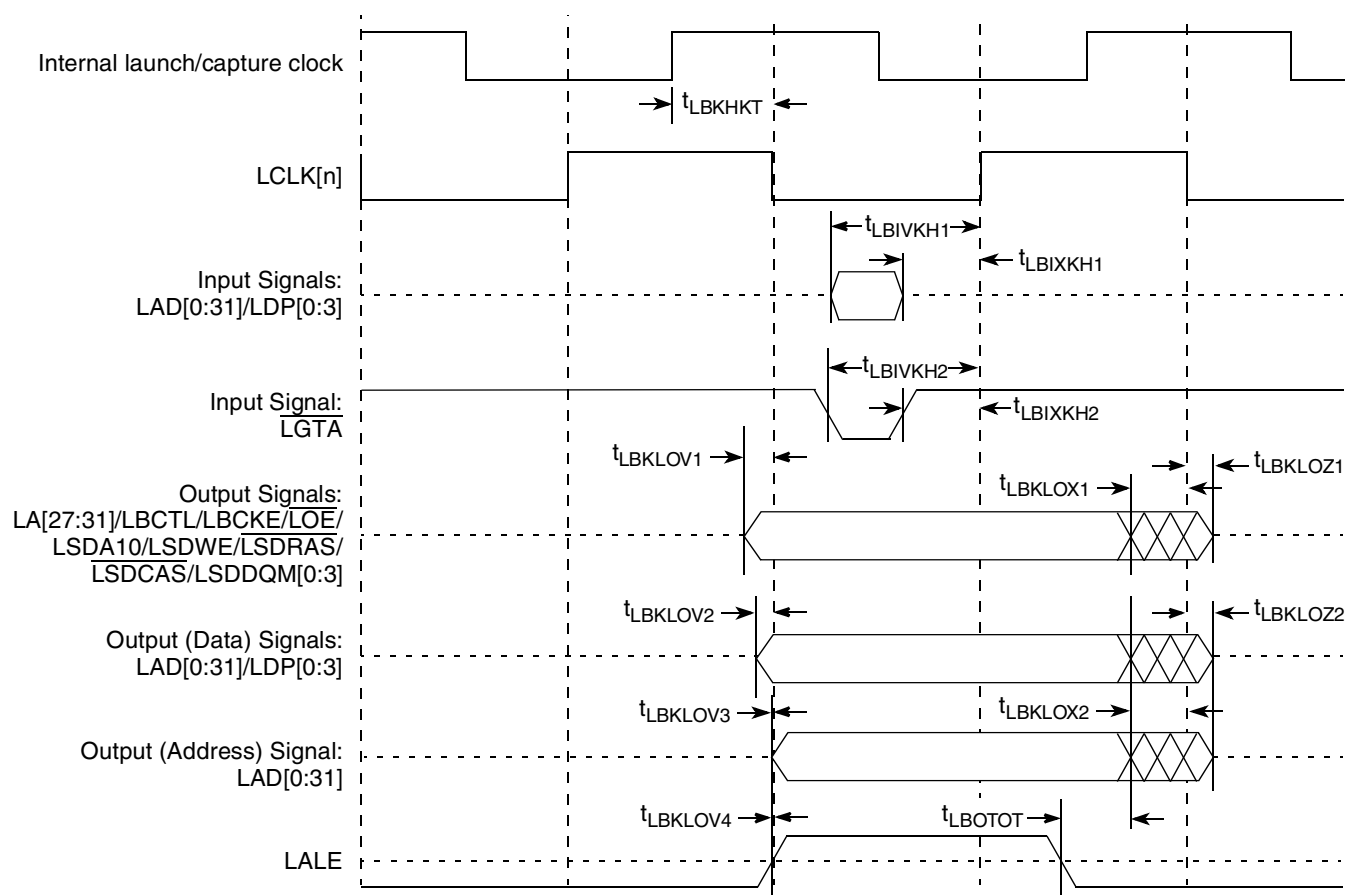 Internal launch/capture clock
tLBKHKT
LCLK[n]
tLBIVKH1
tLBIXKH1
Input Signals:
LAD[0:31]/LDP[0:3]
tLBIVKH2
tLBIXKH2
Input Signal:
LGTA
tLBKLOV1
tLBKLOZ1
tLBKLOX1
Output Signals:
LA[27:31]/LBCTL/LBCKE/LOE/
LSDA10/LSDWE/LSDRAS/
LSDCAS/LSDDQM[0:3]
tLBKLOV2
tLBKLOZ2
Output (Data) Signals:
LAD[0:31]/LDP[0:3]
tLBKLOV3
tLBKLOX2
Output (Address) Signal:
LAD[0:31]
tLBKLOV4
tLBOTOT
LALE